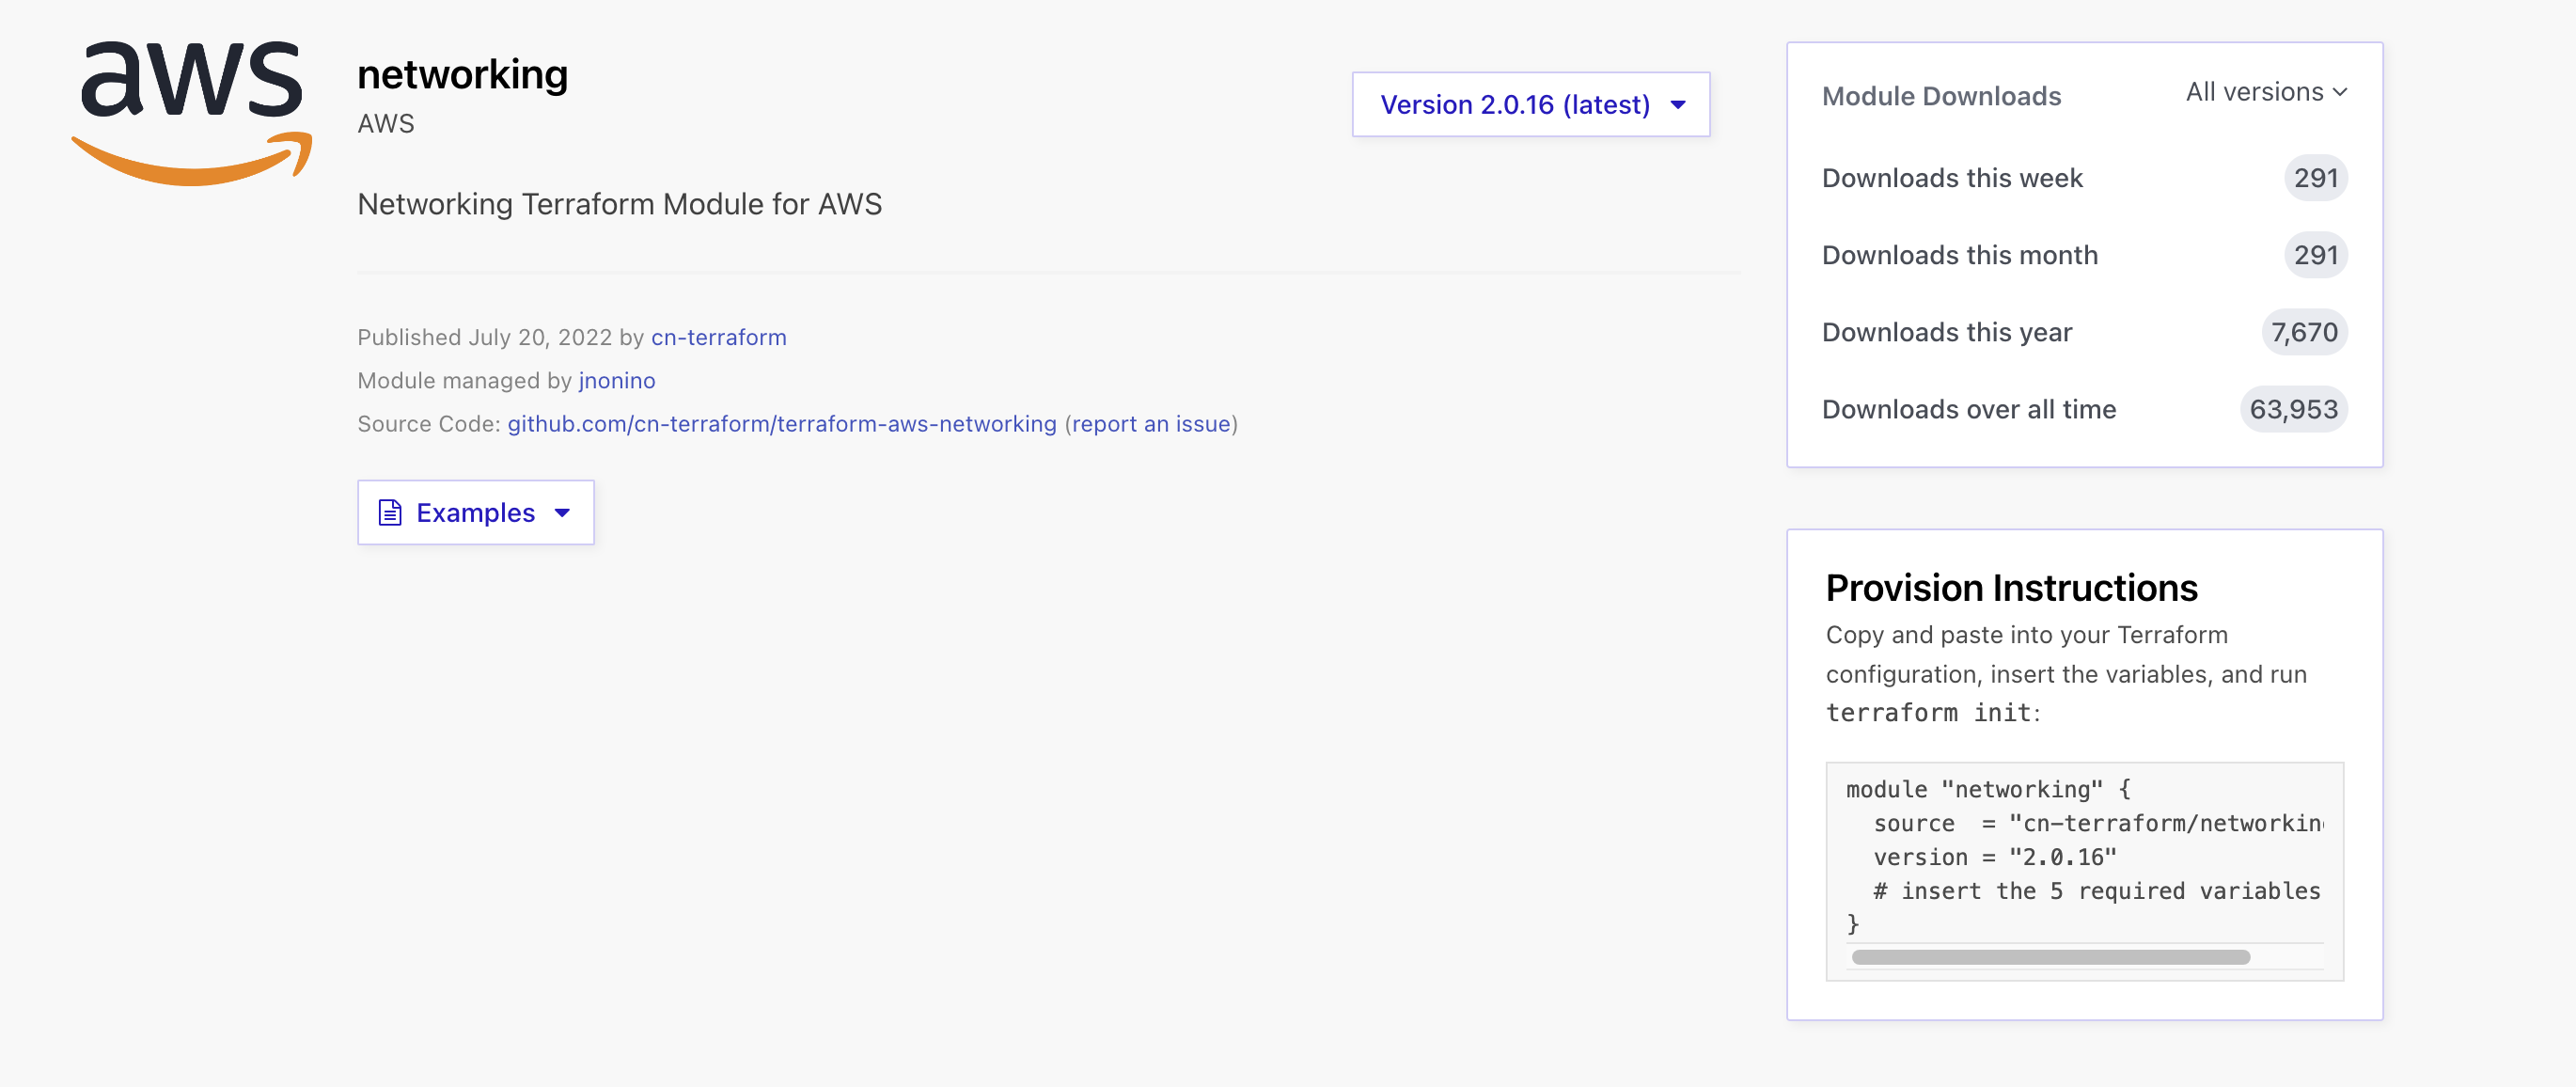 aws
networking
AWS
Version 2.0.16 (latest)
Networking Terraform Module for AWS
Published July 20, 2022 by cn-terraform
Module managed by jnonino
Source Code: github.com/cn-terraform/terraform-aws-networking (report an issue)
Examples
Module Downloads All versions
Downloads this week 291
Downloads this month 291
Downloads this year 7,670
Downloads over all time 63,953
Provision Instructions
Copy and paste into your Terraform
configuration, insert the variables, and run
terraform init:
module "networking" {
  source  = "cn-terraform/networkin
  version = "2.0.16"
  # insert the 5 required variables
}